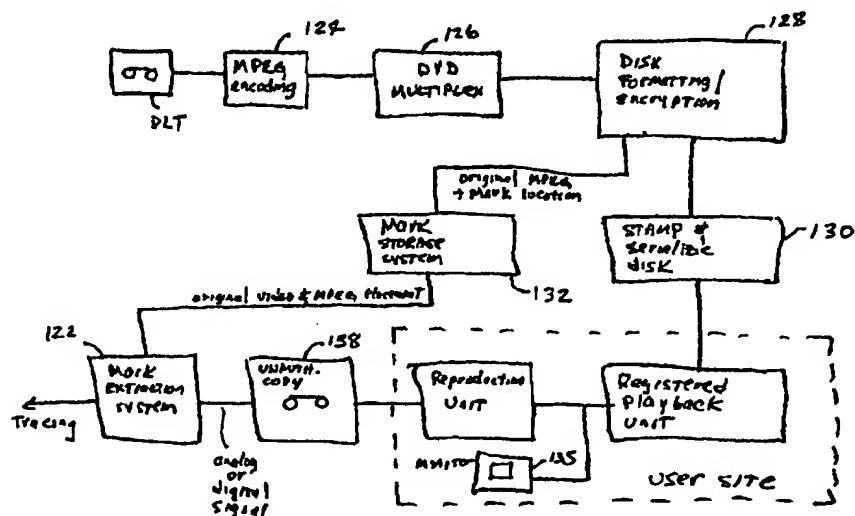 124
126
128
MPEG
encoding
DVD
MULTIPLEX
DISK
FORMATTING/
ENCRYPTION
DLT
original MPEG
+ MARK location
MARK
STORAGE
SYSTEM
STAMP &
serialize
disk
130
132
original video & MPEG
122
138
MARK
EXTRACTION
SYSTEM
UNAUTH.
COPY
Reproduction
UNIT
Registered
Playback
UNIT
Tracing
analog
or
digital
signal
135
USER SITE